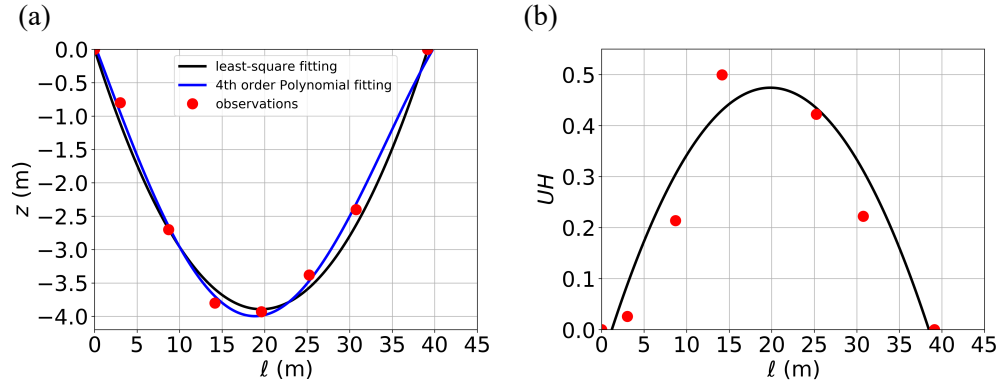 (a)
0.0
−0.5
−1.0
−1.5
−2.0
−2.5
−3.0
−3.5
−4.0
z (m)
least-square fitting
4th order Polynomial fitting
observations
0 5 10 15 20 25 30 35 40 45
ℓ (m)
(b)
0.5
0.4
0.3
0.2
0.1
0.0
UH
0 5 10 15 20 25 30 35 40 45
ℓ (m)